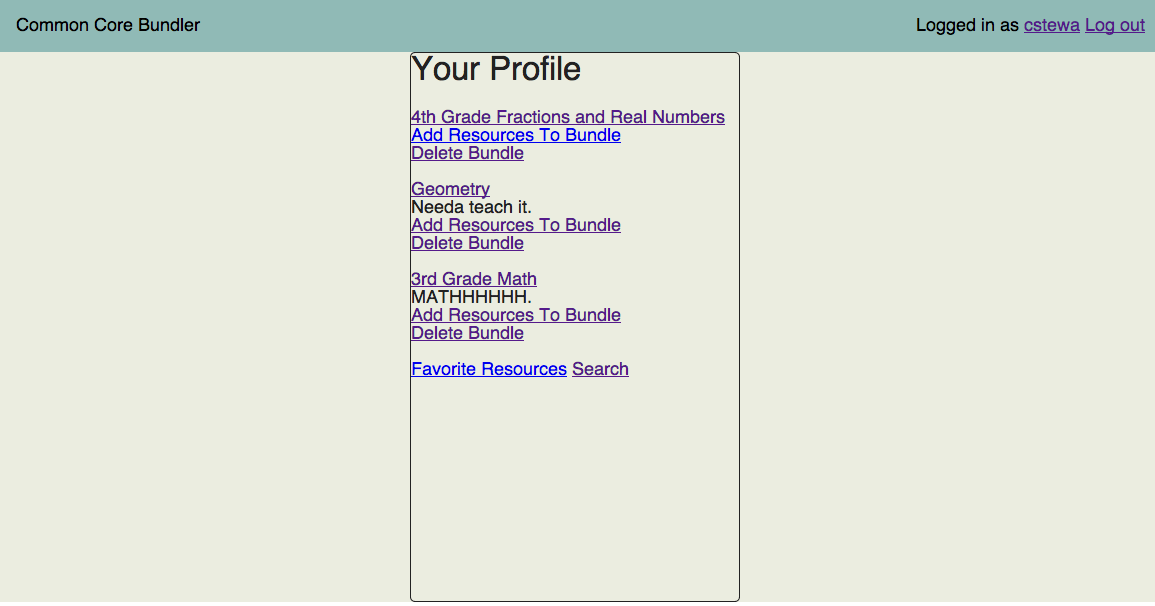 Common Core Bundler
Logged in as cstewa Log out
Your Profile
4th Grade Fractions and Real Numbers
Add Resources To Bundle
Delete Bundle
Geometry
Needa teach it.
Add Resources To Bundle
Delete Bundle
3rd Grade Math
MATHHHHHH.
Add Resources To Bundle
Delete Bundle
Favorite Resources Search